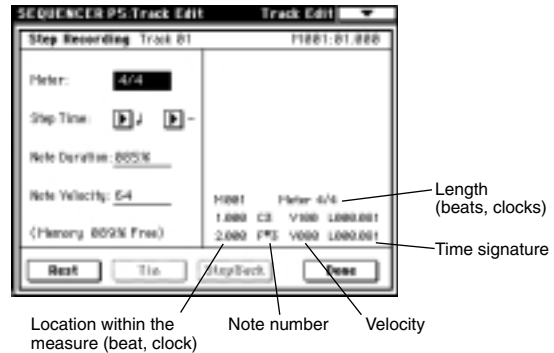 SEQUENCER P5:Track Edit Track Edit
Step Recording Track 01 M001:01.000
Meter: 4/4
Step Time: -
Note Duration: 085%
Note Velocity: 64
M001 Meter 4/4
1.000 C3 V100 L000.001
(Memory 089% Free) 2.000 V080 L000.001
Rest Tie StepBack Done
Length
(beats, clocks)
Time signature
Location within the
measure (beat, clock)
Note number
Velocity